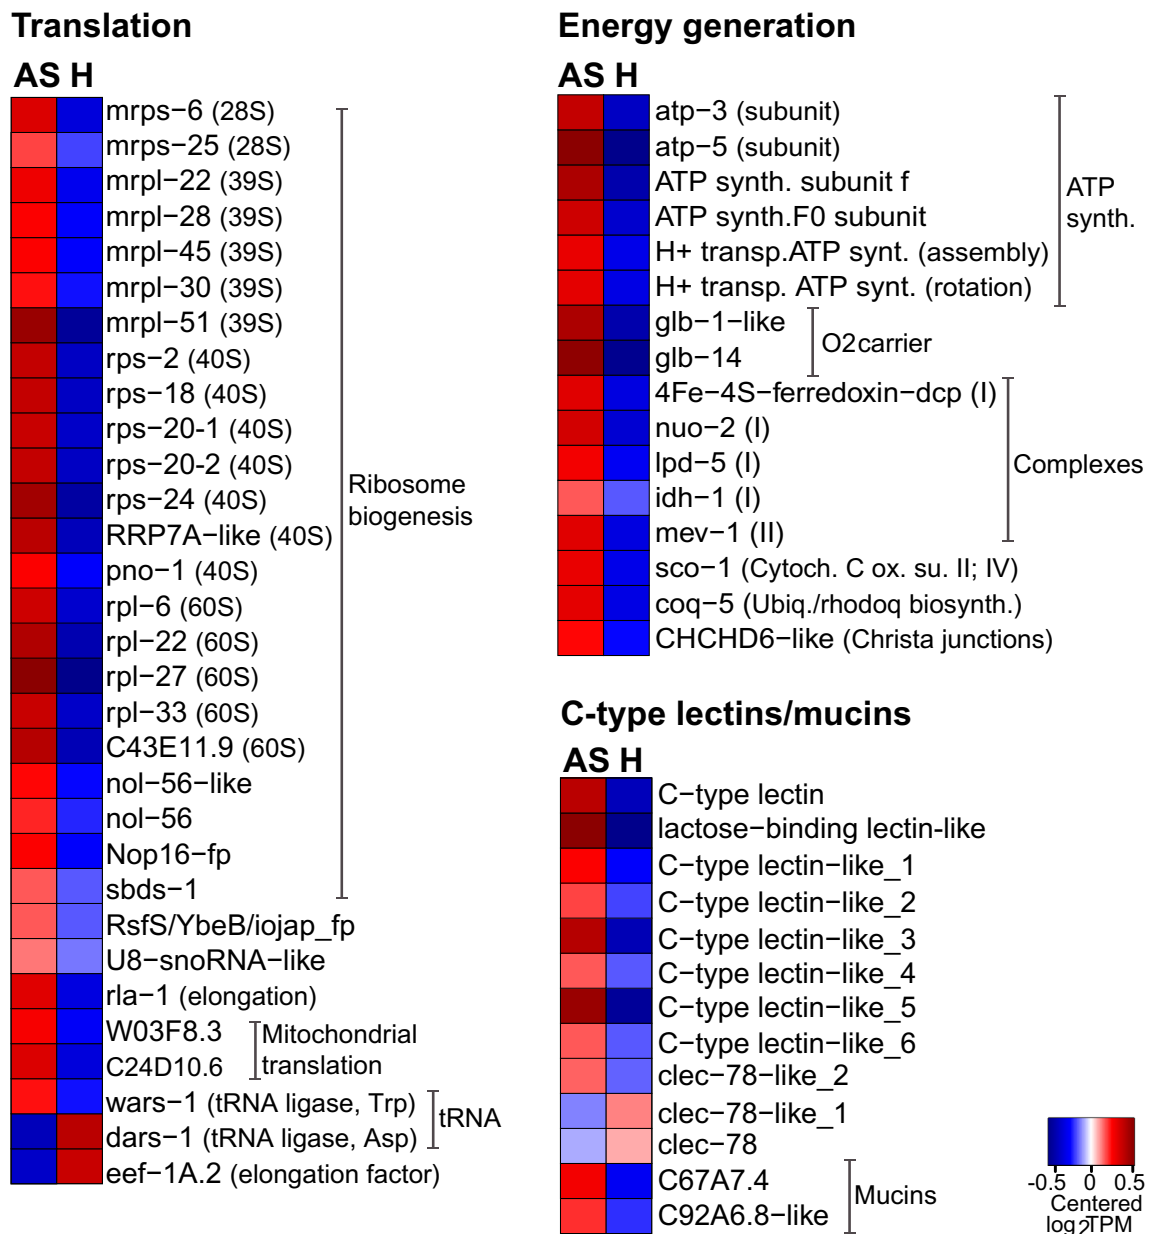 Translation
AS H
mrps−6 (28S)
mrps−25 (28S)
mrpl−22 (39S)
mrpl−28 (39S)
mrpl−45 (39S)
mrpl−30 (39S)
mrpl−51 (39S)
rps−2 (40S)
rps−18 (40S)
rps−20-1 (40S)
rps−20-2 (40S)
rps−24 (40S)
RRP7A−like (40S)
pno−1 (40S)
rpl−6 (60S)
rpl−22 (60S)
rpl−27 (60S)
rpl−33 (60S)
C43E11.9 (60S)
nol−56−like
nol−56
Nop16−fp
sbds−1
Ribosome
biogenesis
RsfS/YbeB/iojap_fp
U8−snoRNA−like
rla−1 (elongation)
W03F8.3
C24D10.6
Mitochondrial
translation
wars−1 (tRNA ligase, Trp)
dars−1 (tRNA ligase, Asp)
tRNA
eef−1A.2 (elongation factor)
Energy generation
AS H
atp−3 (subunit)
atp−5 (subunit)
ATP synth. subunit f
ATP synth.F0 subunit
H+ transp.ATP synt. (assembly)
H+ transp. ATP synt. (rotation)
ATP
synth.
glb−1−like
glb−14
O2carrier
4Fe−4S−ferredoxin−dcp (I)
nuo−2 (I)
lpd−5 (I)
idh−1 (I)
mev−1 (II)
Complexes
sco−1 (Cytoch. C ox. su. II; IV)
coq−5 (Ubiq./rhodoq biosynth.)
CHCHD6−like (Christa junctions)
C-type lectins/mucins
AS H
C−type lectin
lactose−binding lectin-like
C−type lectin−like_1
C−type lectin−like_2
C−type lectin−like_3
C−type lectin−like_4
C−type lectin−like_5
C−type lectin−like_6
clec−78−like_2
clec−78−like_1
clec−78
C67A7.4
C92A6.8−like
Mucins
-0.5 0 0.5
Centered
log2TPM